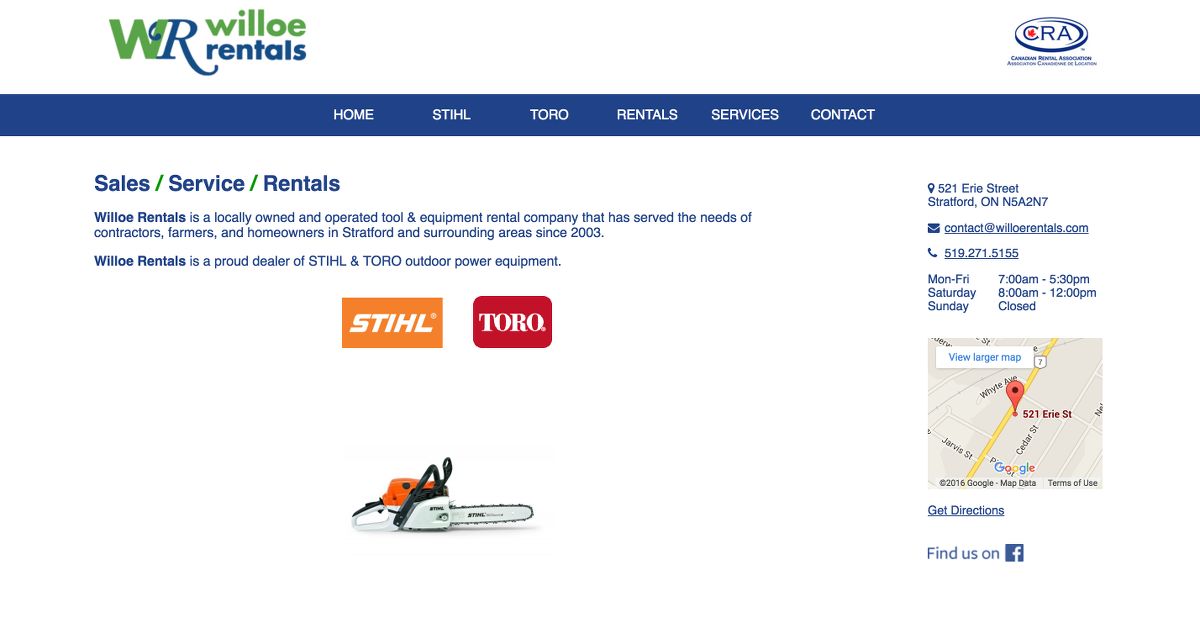 WR willoe
rentals
CRA
CANADIAN RENTAL ASSOCIATION
ASSOCIATION CANADIENNE DE LOCATION
HOME STIHL TORO RENTALS SERVICES CONTACT
Sales / Service / Rentals
Willoe Rentals is a locally owned and operated tool & equipment rental company that has served the needs of
contractors, farmers, and homeowners in Stratford and surrounding areas since 2003.
Willoe Rentals is a proud dealer of STIHL & TORO outdoor power equipment.
STIHL®
TORO
STIHL
STIHL
521 Erie Street
Stratford, ON N5A2N7
contact@willoerentals.com
519.271.5155
Mon-Fri 7:00am - 5:30pm
Saturday 8:00am - 12:00pm
Sunday Closed
View larger map
7
Whyte Ave
521 Erie St
Cedar St
Jarvis St
Google
©2016 Google - Map Data Terms of Use
Get Directions
Find us on